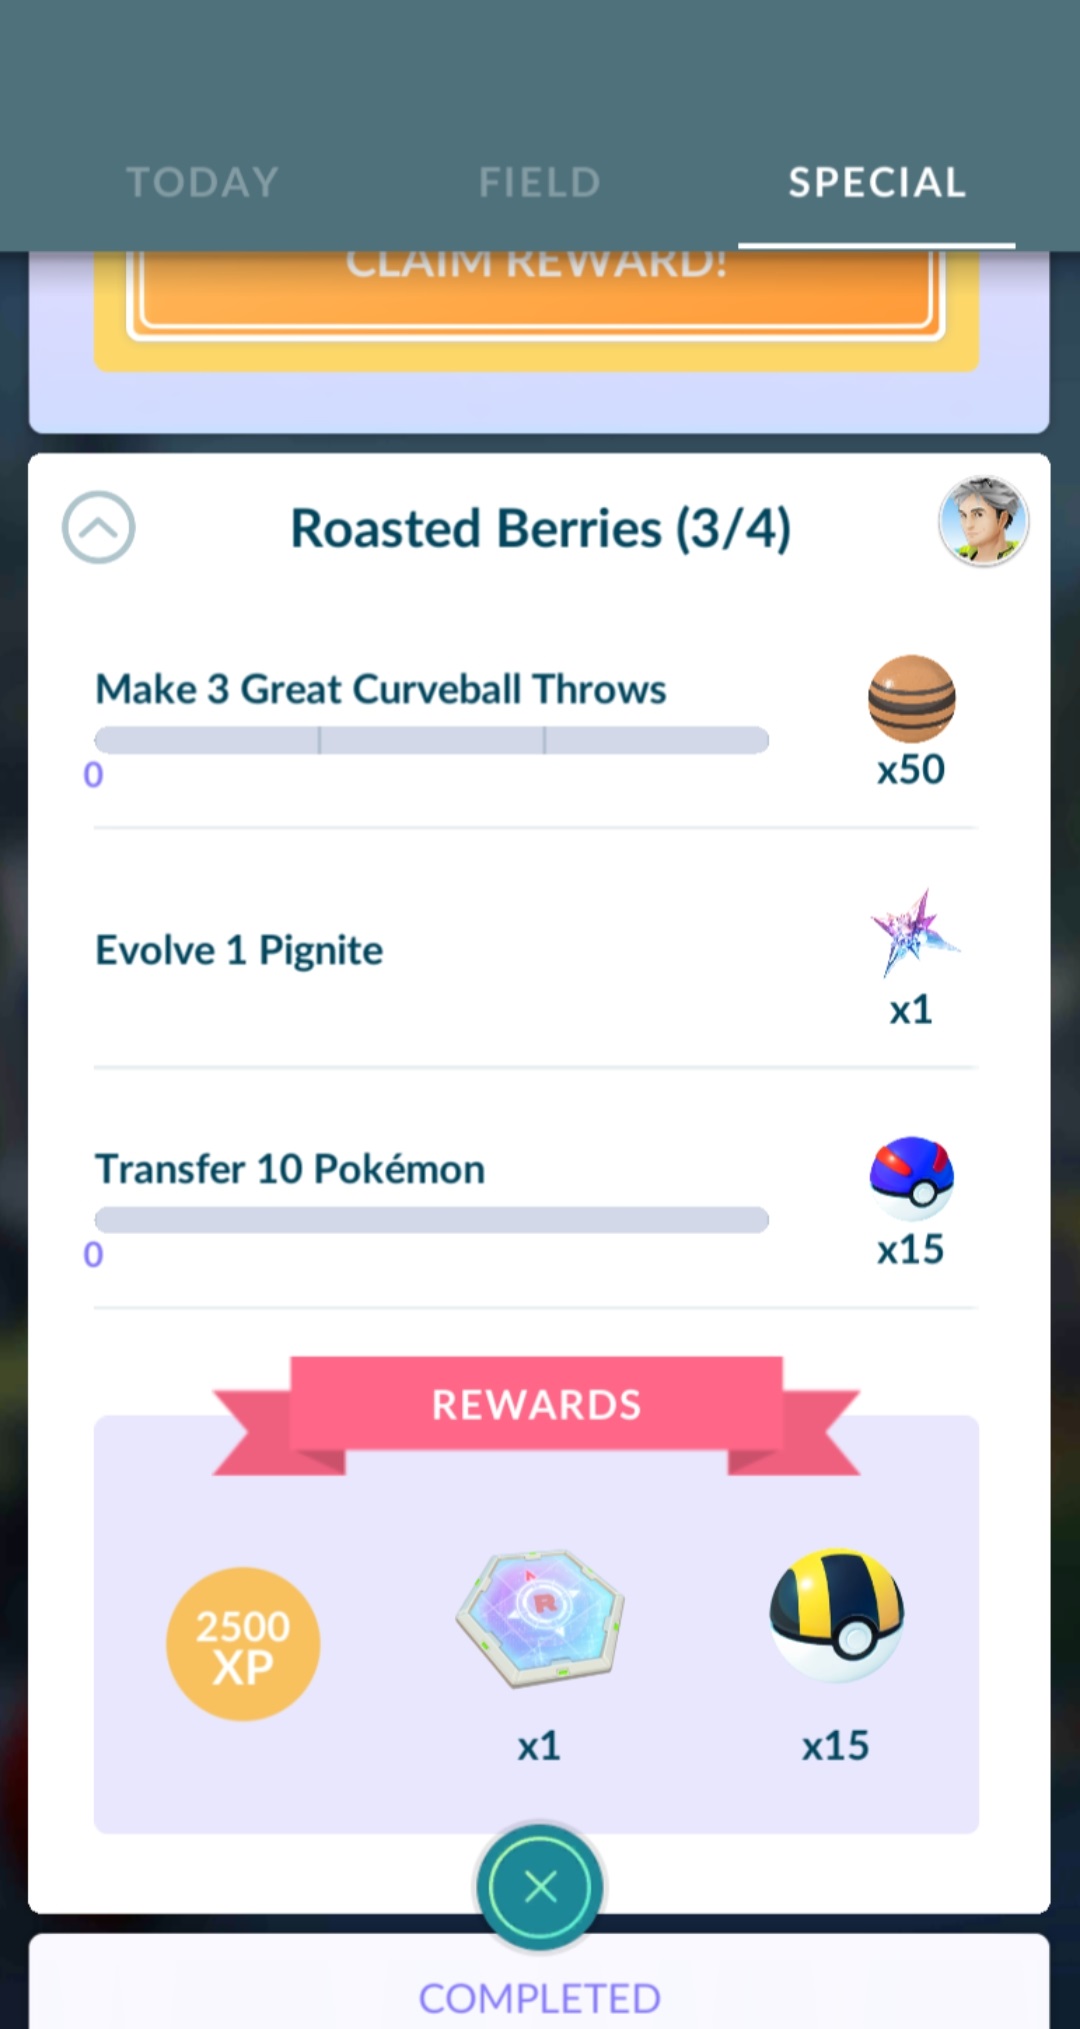 TODAY
FIELD
SPECIAL
CLAIM REWARD!
Roasted Berries (3/4)
Make 3 Great Curveball Throws
0
x50
Evolve 1 Pignite
x1
Transfer 10 Pokémon
0
x15
REWARDS
2500
XP
R
x1
x15
COMPLETED